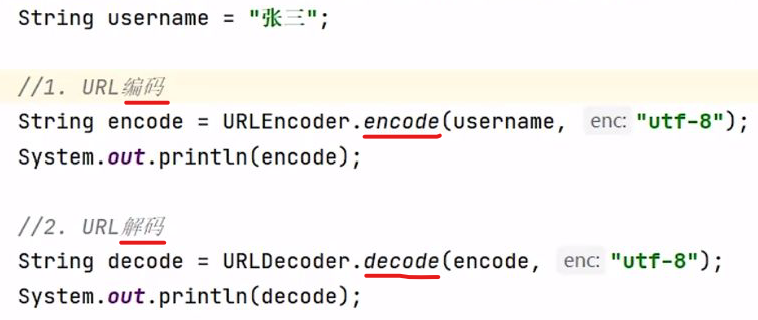 String username = "张三";
//1. URL编码
String encode = URLEncoder.encode(username, enc: "utf-8");
System.out.println(encode);
//2. URL解码
String decode = URLDecoder.decode(encode, enc: "utf-8");
System.out.println(decode);